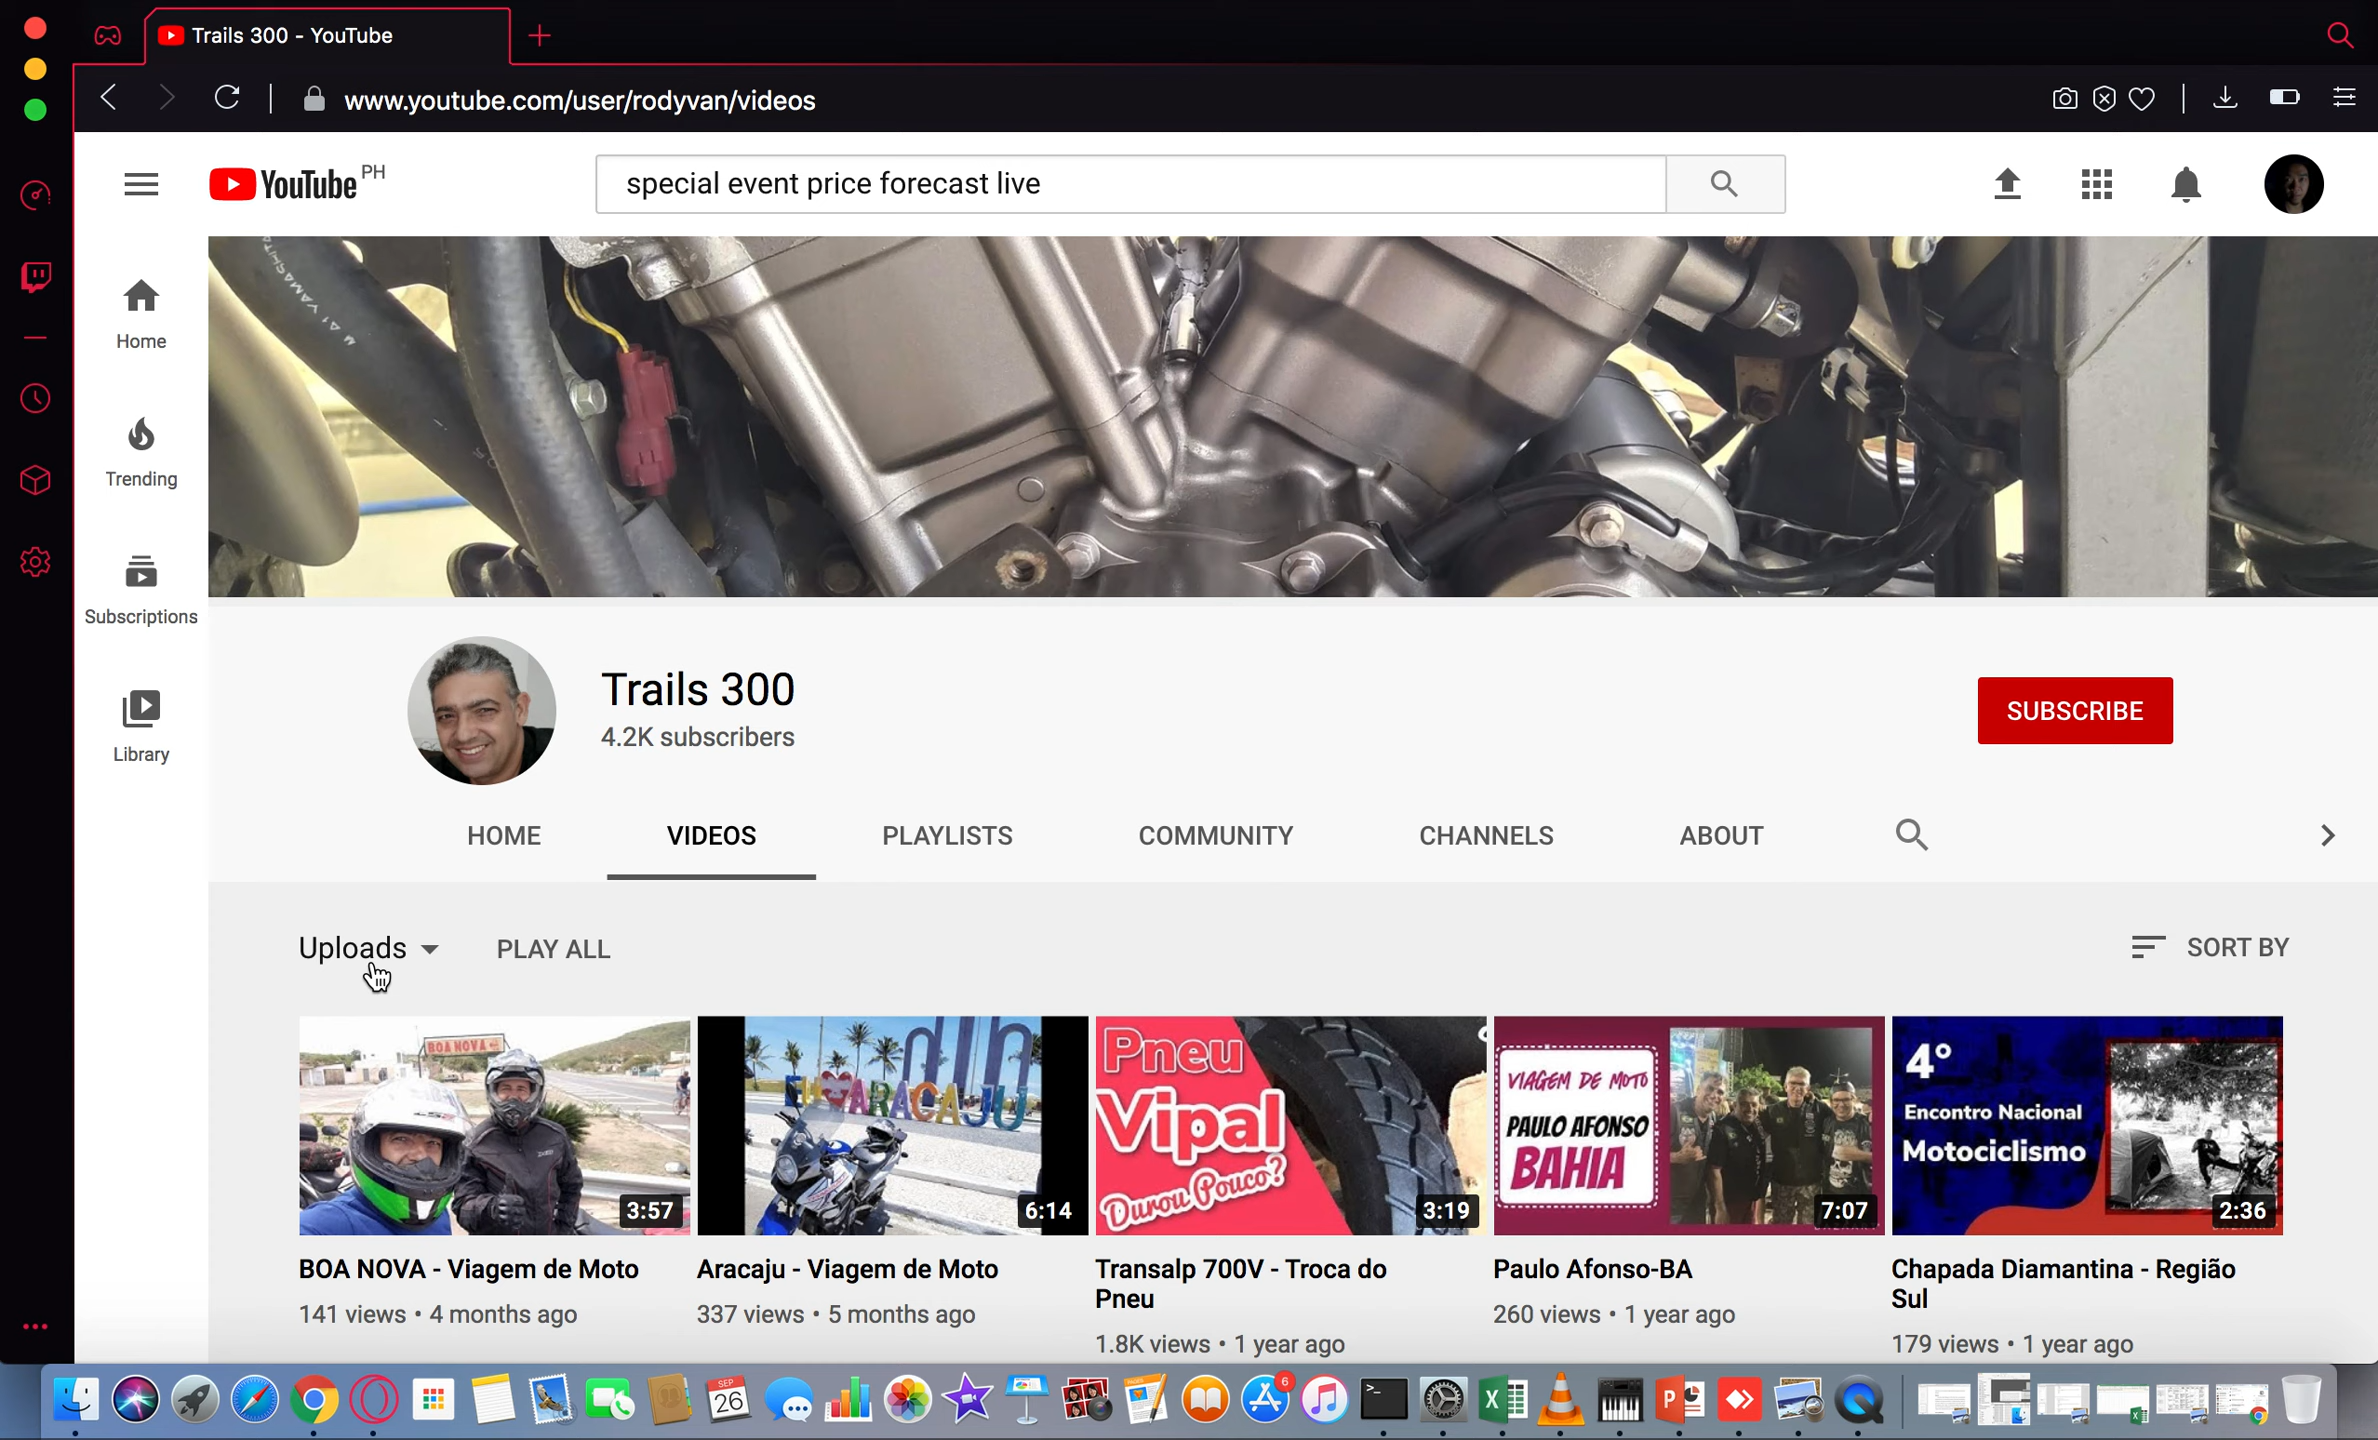 Trails 300 - YouTube
www.youtube.com/user/rodyvan/videos
YouTube PH
special event price forecast live
Home
Trending
Subscriptions
Library
Trails 300
4.2K subscribers
SUBSCRIBE
HOME VIDEOS PLAYLISTS COMMUNITY CHANNELS ABOUT
Uploads PLAY ALL SORT BY
BOA NOVA
3:57
ARACAJU
6:14
Pneu
Vipal
Durou Pouco?
3:19
VIAGEM DE MOTO
PAULO AFONSO
BAHIA
7:07
4º
Encontro Nacional
Motociclismo
2:36
BOA NOVA - Viagem de Moto
141 views • 4 months ago
Aracaju - Viagem de Moto
337 views • 5 months ago
Transalp 700V - Troca do
Pneu
1.8K views • 1 year ago
Paulo Afonso-BA
260 views • 1 year ago
Chapada Diamantina - Região
Sul
179 views • 1 year ago
SEP
26
6